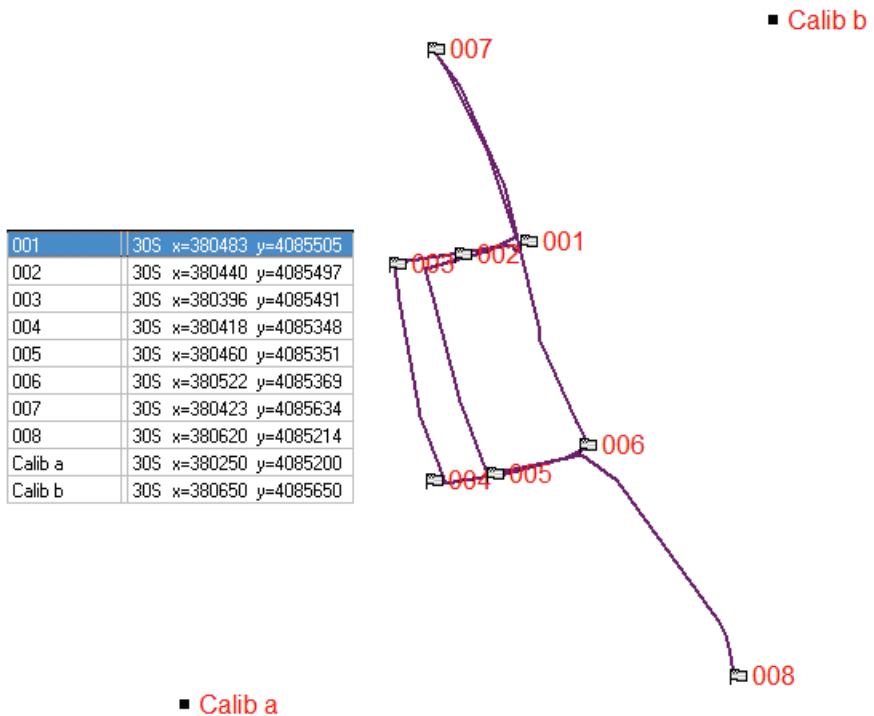 Calib b
007
001
002
003
001 30S x=380483 y=4085505
002 30S x=380440 y=4085497
003 30S x=380396 y=4085491
004 30S x=380418 y=4085348
005 30S x=380460 y=4085351
006 30S x=380522 y=4085369
007 30S x=380423 y=4085634
008 30S x=380620 y=4085214
Calib a 30S x=380250 y=4085200
Calib b 30S x=380650 y=4085650
006
005
004
008
Calib a